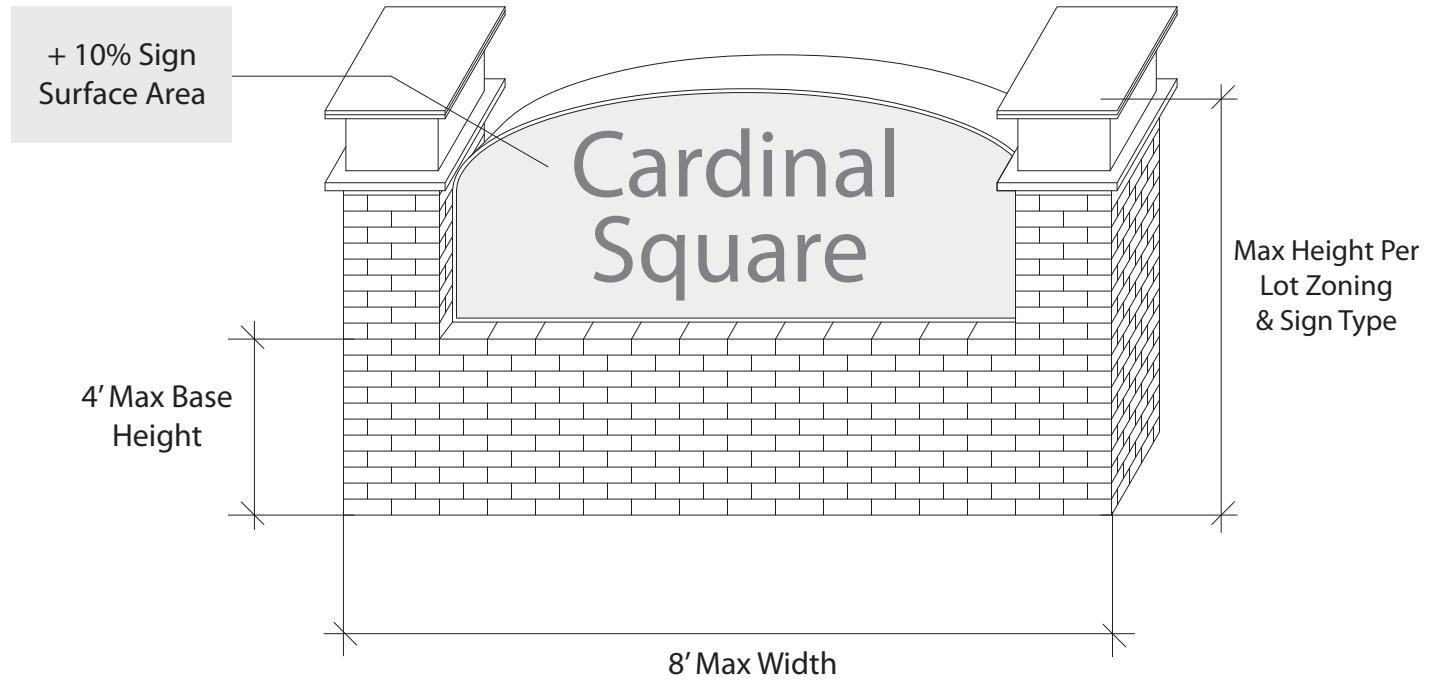 + 10% Sign
Surface Area
Cardinal
Square
Max Height Per
Lot Zoning
& Sign Type
4’ Max Base
Height
8’ Max Width